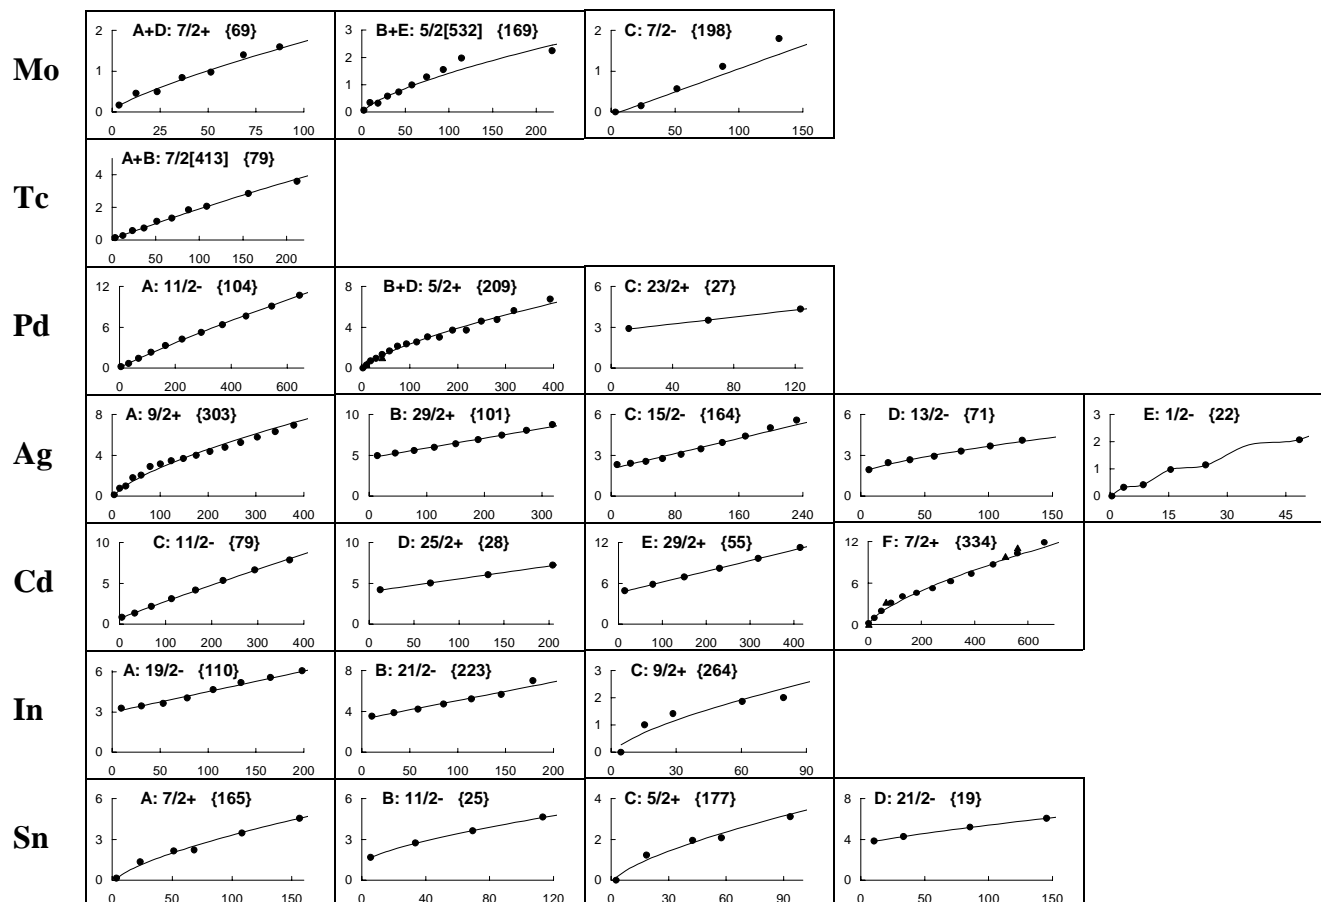 Mo
A+D: 7/2+ {69}
2
1
0
0 25 50 75 100
B+E: 5/2[532] {169}
3
2
1
0
0 50 100 150 200
C: 7/2- {198}
2
1
0
0 50 100 150
Tc
A+B: 7/2[413] {79}
4
2
0
0 50 100 150 200
Pd
A: 11/2- {104}
12
6
0
0 200 400 600
B+D: 5/2+ {209}
8
4
0
0 100 200 300 400
C: 23/2+ {27}
6
3
0
0 40 80 120
Ag
A: 9/2+ {303}
8
4
0
0 100 200 300 400
B: 29/2+ {101}
10
5
0
0 100 200 300
C: 15/2- {164}
6
3
0
0 80 160 240
D: 13/2- {71}
6
3
0
0 50 100 150
E: 1/2- {22}
3
2
1
0
0 15 30 45
Cd
C: 11/2- {79}
10
5
0
0 100 200 300 400
D: 25/2+ {28}
10
5
0
0 50 100 150 200
E: 29/2+ {55}
12
6
0
0 100 200 300 400
F: 7/2+ {334}
12
6
0
0 200 400 600
In
A: 19/2- {110}
6
3
0
0 50 100 150 200
B: 21/2- {223}
8
4
0
0 50 100 150 200
C: 9/2+ {264}
3
2
1
0
0 30 60 90
Sn
A: 7/2+ {165}
6
3
0
0 50 100 150
B: 11/2- {25}
6
3
0
0 40 80 120
C: 5/2+ {177}
4
2
0
0 50 100
D: 21/2- {19}
8
4
0
0 50 100 150